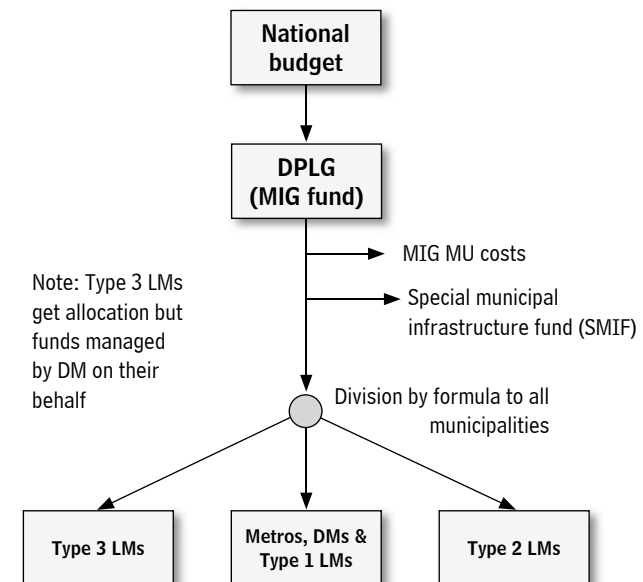 National
budget
DPLG
(MIG fund)
MIG MU costs
Note: Type 3 LMs
get allocation but
funds managed
by DM on their
behalf
Special municipal
infrastructure fund (SMIF)
Division by formula to all
municipalities
Type 3 LMs
Metros, DMs &
Type 1 LMs
Type 2 LMs